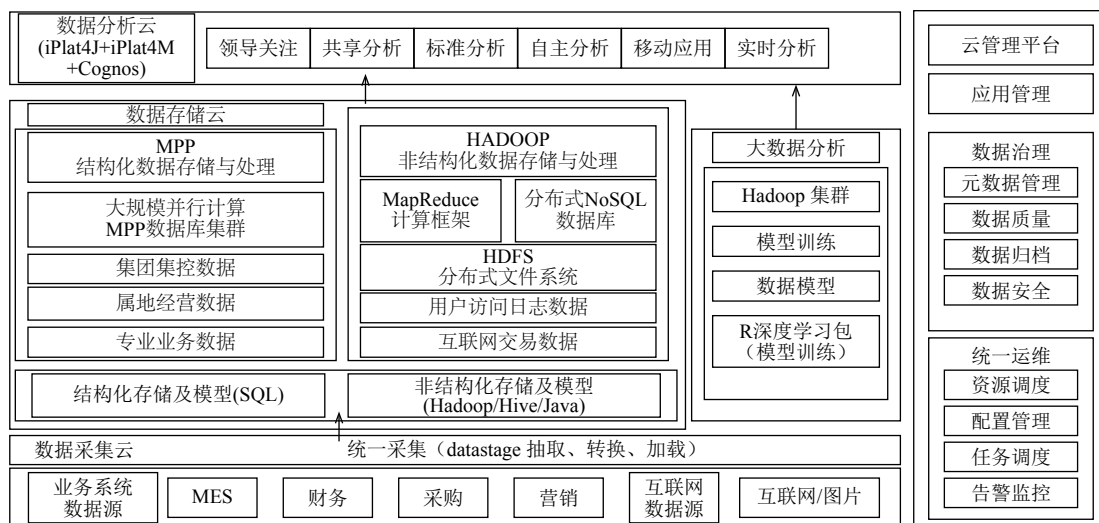 数据分析云
(iPlat4J+iPlat4M
+Cognos)
领导关注
共享分析
标准分析
自主分析
移动应用
实时分析
数据存储云
MPP
结构化数据存储与处理
大规模并行计算
MPP数据库集群
集团集控数据
属地经营数据
专业业务数据
HADOOP
非结构化数据存储与处理
MapReduce
计算框架
分布式NoSQL
数据库
HDFS
分布式文件系统
用户访问日志数据
互联网交易数据
结构化存储及模型(SQL)
非结构化存储及模型
(Hadoop/Hive/Java)
大数据分析
Hadoop 集群
模型训练
数据模型
R深度学习包
（模型训练）
数据采集云
统一采集（datastage 抽取、转换、加载）
业务系统
数据源
MES
财务
采购
营销
互联网
数据源
互联网/图片
云管理平台
应用管理
数据治理
元数据管理
数据质量
数据归档
数据安全
统一运维
资源调度
配置管理
任务调度
告警监控